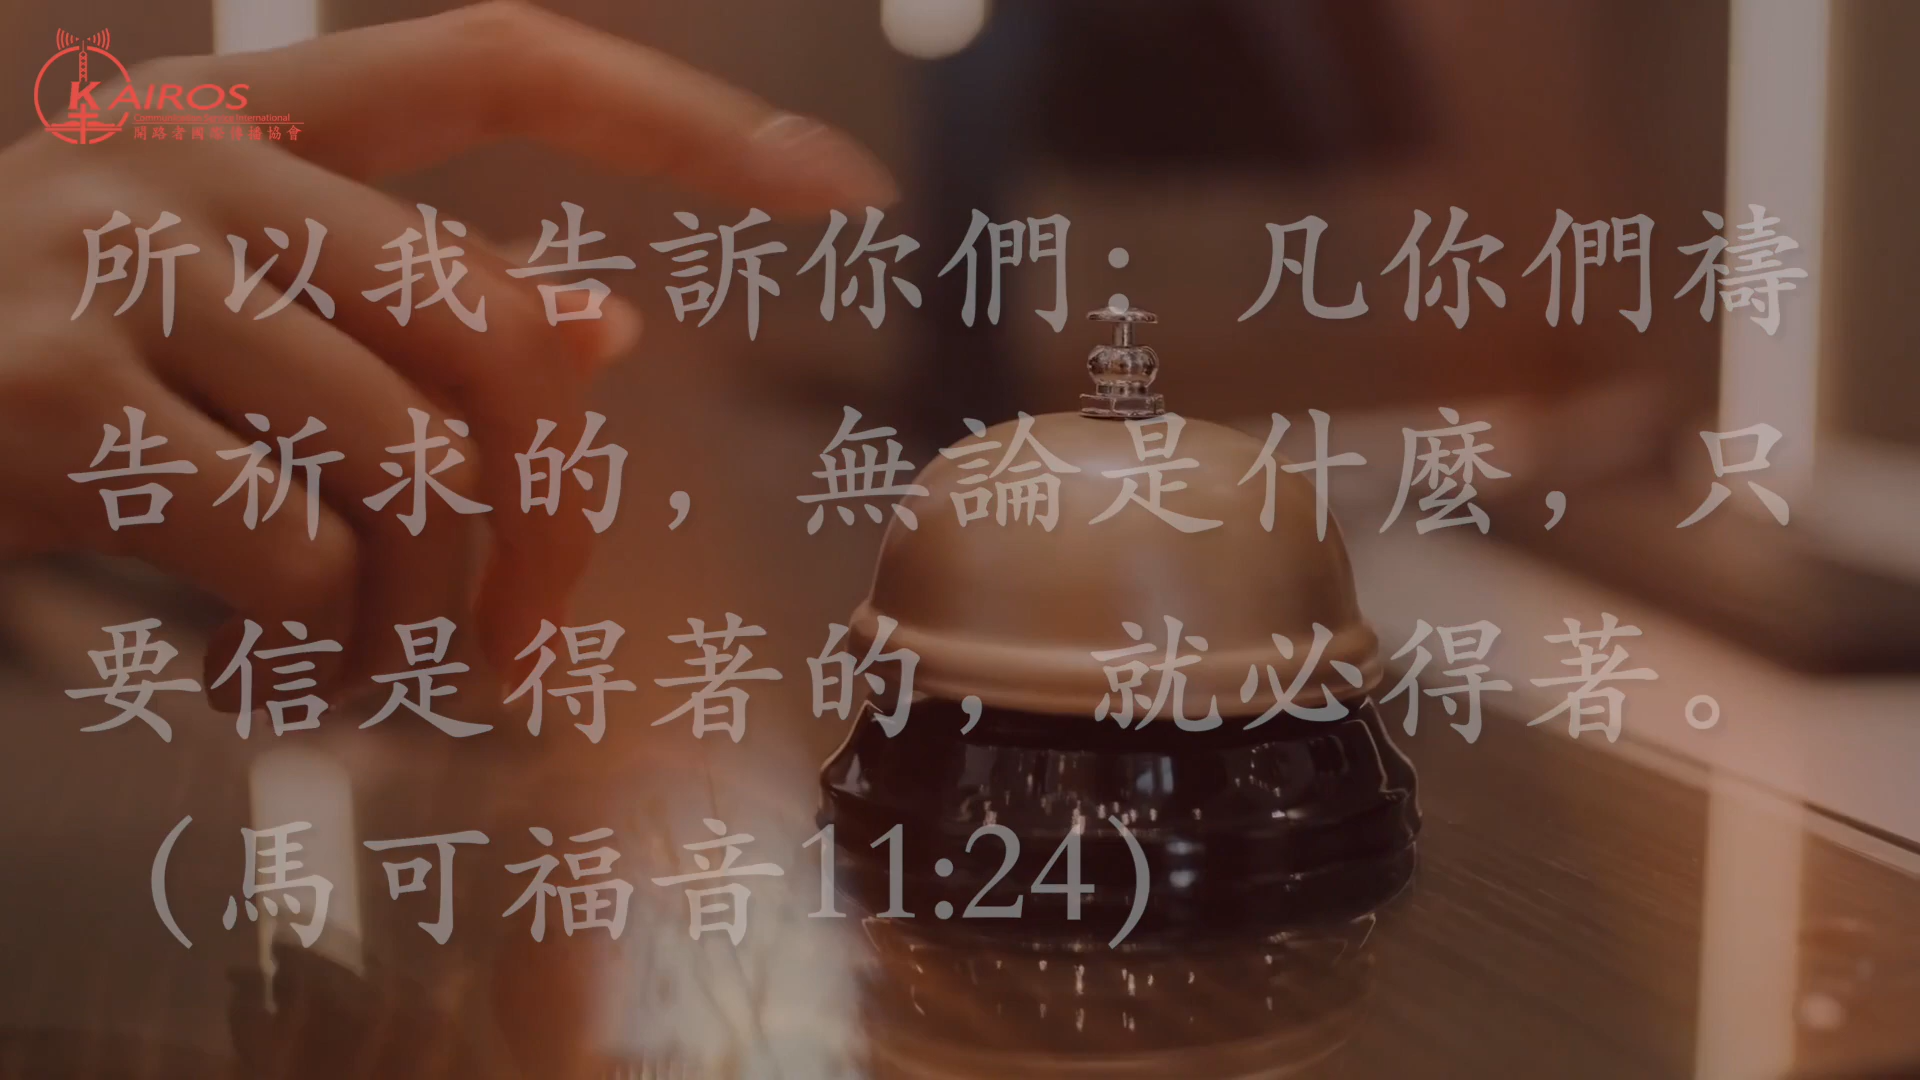 KAIROS
Communication Service International
開路者國際傳播協會
所以我告訴你們：凡你們禱
告祈求的，無論是什麼，只
要信是得著的，就必得著。
（馬可福音11:24）